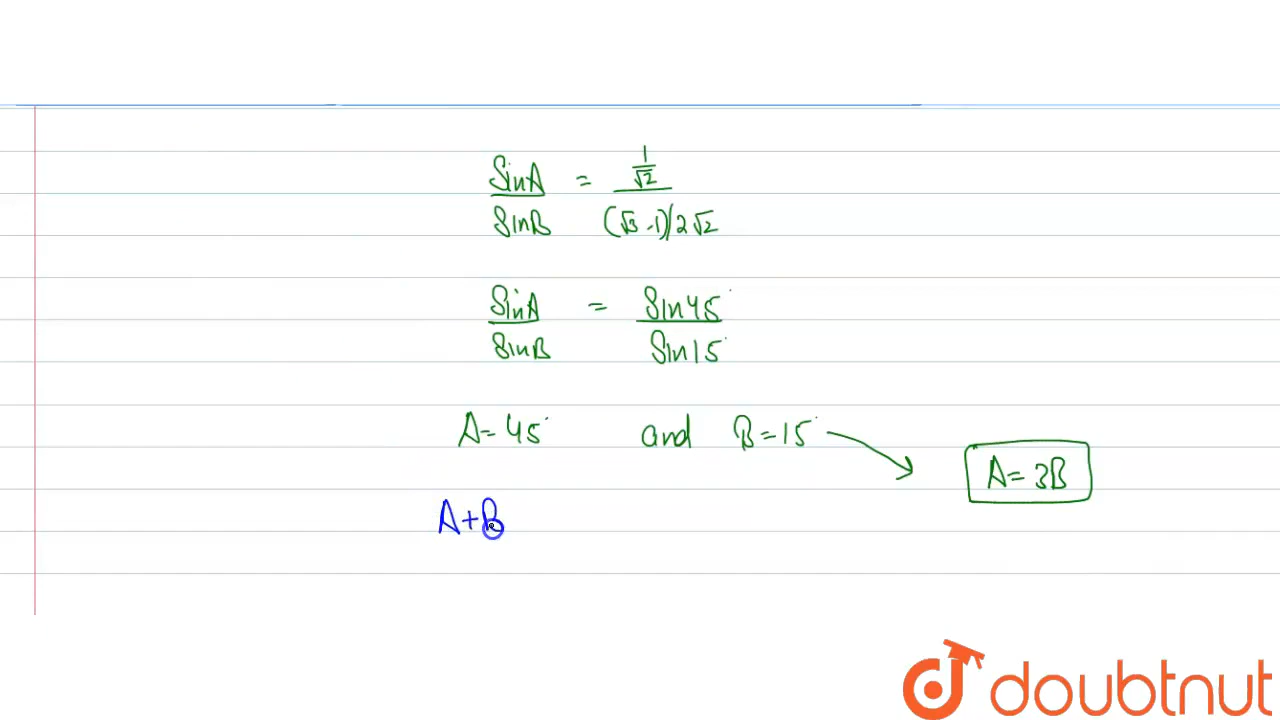 SinA/SinB = (1/√2)/((√3-1)/2√2)
SinA/SinB = Sin45°/Sin15°
A=45° and B=15°
A=3B
A+B
doubtnut